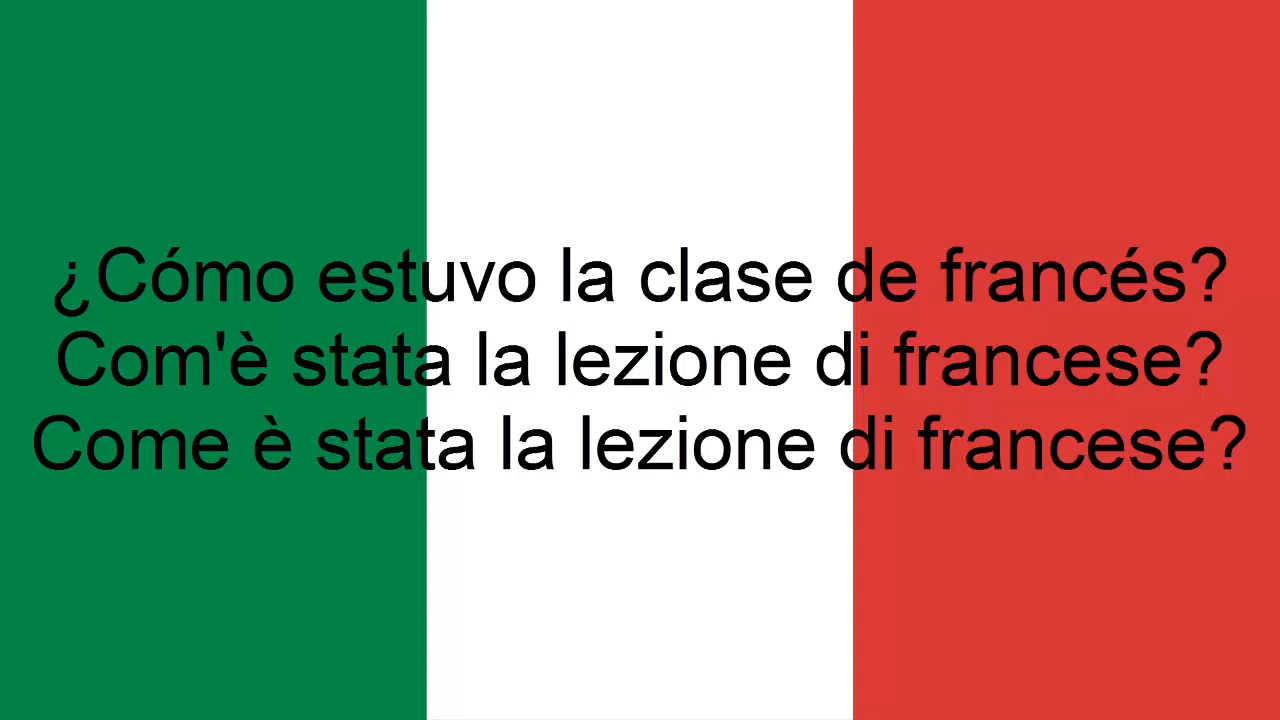 ¿Cómo estuvo la clase de francés?
Com'è stata la lezione di francese?
Come è stata la lezione di francese?